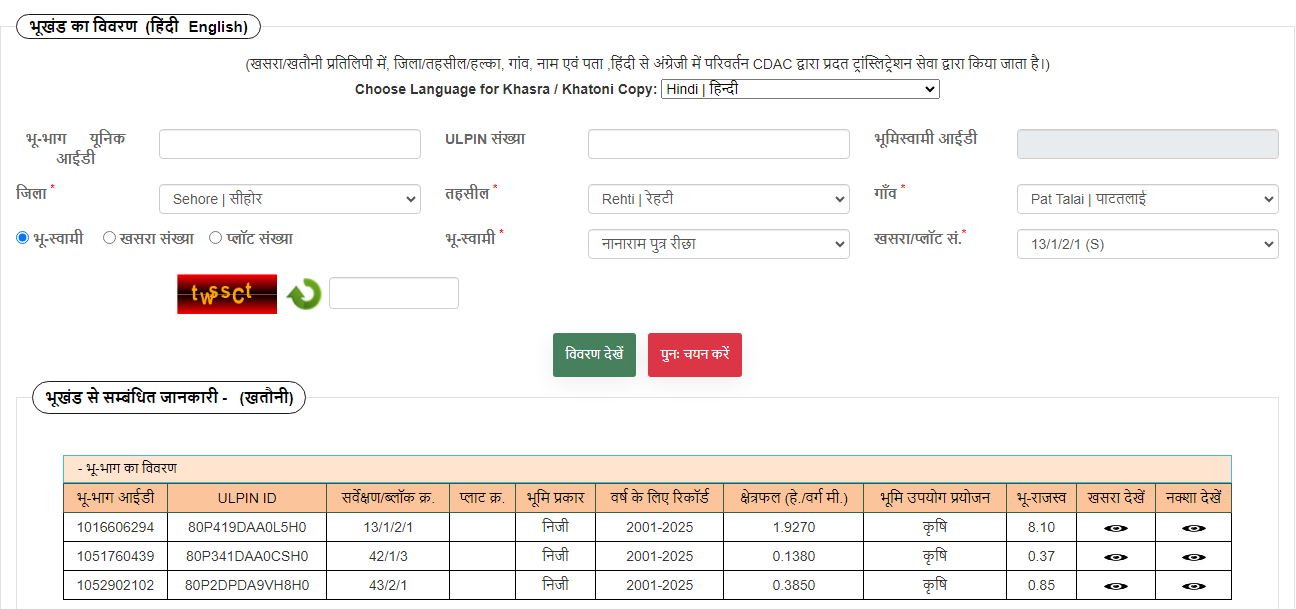 भूखंड का विवरण (हिंदी English)
(खसरा/खतौनी प्रतिलिपी में, जिला/तहसील/हल्का, गांव, नाम एवं पता ,हिंदी से अंग्रेजी में परिवर्तन CDAC द्वारा प्रदत ट्रांस्लिट्रेशन सेवा द्वारा किया जाता है।)
Choose Language for Khasra / Khatoni Copy: Hindi | हिन्दी
भू-भाग यूनिक आईडी ULPIN संख्या भूमिस्वामी आईडी
जिला * Sehore | सीहोर तहसील * Rehti | रेहटी गाँव * Pat Talai | पाटतलाई
भू-स्वामी खसरा संख्या प्लॉट संख्या भू-स्वामी * नानाराम पुत्र रीछा खसरा/प्लॉट सं.* 13/1/2/1 (S)
twssct
विवरण देखें पुनः चयन करें
भूखंड से सम्बंधित जानकारी - (खतौनी)
- भू-भाग का विवरण
भू-भाग आईडी ULPIN ID सर्वेक्षण/ब्लॉक क्र. प्लाट क्र. भूमि प्रकार वर्ष के लिए रिकॉर्ड क्षेत्रफल (हे./वर्ग मी.) भूमि उपयोग प्रयोजन भू-राजस्व खसरा देखें नक्शा देखें
1016606294 80P419DAA0L5H0 13/1/2/1 निजी 2001-2025 1.9270 कृषि 8.10
1051760439 80P341DAA0CSH0 42/1/3 निजी 2001-2025 0.1380 कृषि 0.37
1052902102 80P2DPDA9VH8H0 43/2/1 निजी 2001-2025 0.3850 कृषि 0.85